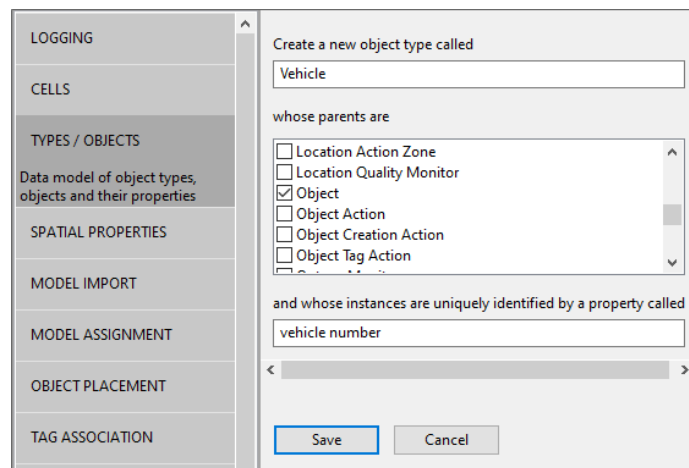 LOGGING
CELLS
TYPES / OBJECTS
Data model of object types,
objects and their properties
SPATIAL PROPERTIES
MODEL IMPORT
MODEL ASSIGNMENT
OBJECT PLACEMENT
TAG ASSOCIATION
Create a new object type called
Vehicle
whose parents are
Location Action Zone
Location Quality Monitor
Object
Object Action
Object Creation Action
Object Tag Action
and whose instances are uniquely identified by a property called
vehicle number
Save
Cancel